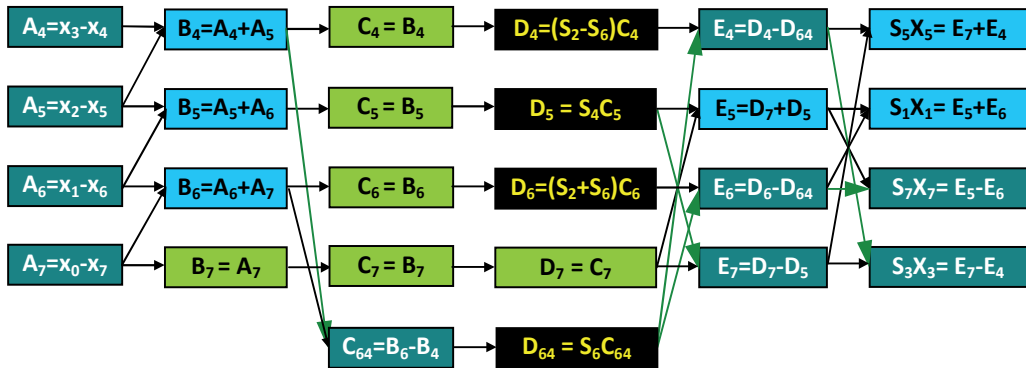 A₄=x₃-x₄ B₄=A₄+A₅ C₄ = B₄ D₄=(S₂-S₆)C₄ E₄=D₄-D₆₄ S₅X₅= E₇+E₄
A₅=x₂-x₅ B₅=A₅+A₆ C₅ = B₅ D₅ = S₄C₅ E₅=D₇+D₅ S₁X₁= E₅+E₆
A₆=x₁-x₆ B₆=A₆+A₇ C₆ = B₆ D₆=(S₂+S₆)C₆ E₆=D₆-D₆₄ S₇X₇= E₅-E₆
A₇=x₀-x₇ B₇ = A₇ C₇ = B₇ D₇ = C₇ E₇=D₇-D₅ S₃X₃= E₇-E₄
C₆₄=B₆-B₄ D₆₄ = S₆C₆₄